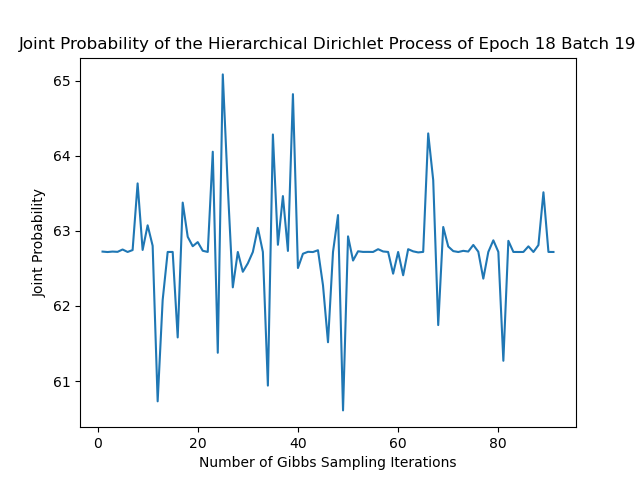 Joint Probability of the Hierarchical Dirichlet Process of Epoch 18 Batch 19
65
64
63
62
61
Joint Probability
0 20 40 60 80
Number of Gibbs Sampling Iterations